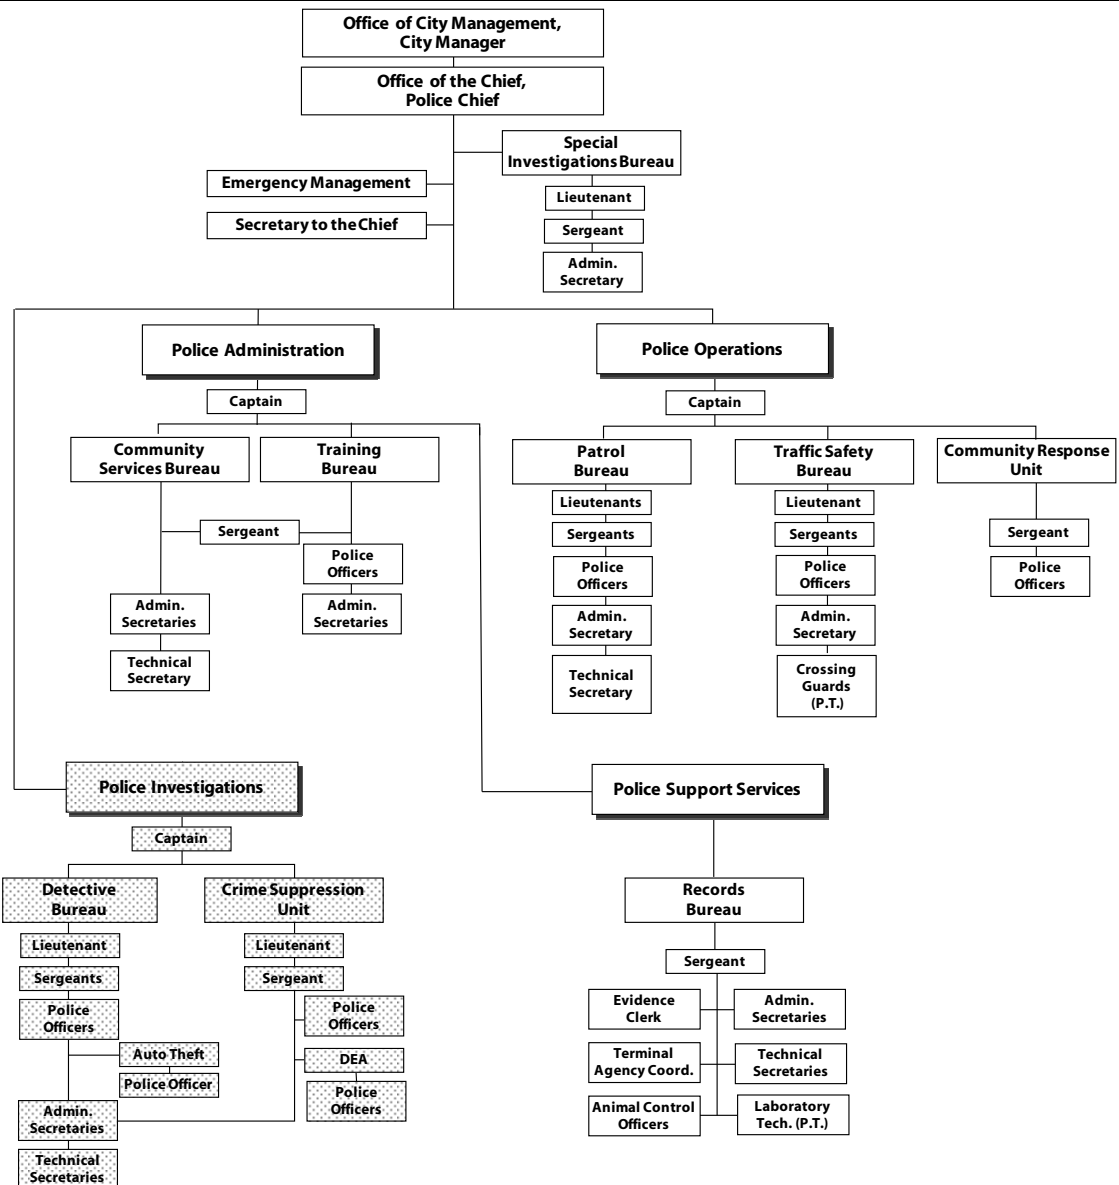 Office of City Management,
City Manager
Office of the Chief,
Police Chief
Special
Investigations Bureau
Lieutenant
Sergeant
Admin.
Secretary
Emergency Management
Secretary to the Chief
Police Administration
Captain
Community
Services Bureau
Training
Bureau
Sergeant
Police
Officers
Admin.
Secretaries
Admin.
Secretaries
Technical
Secretary
Police Operations
Captain
Patrol
Bureau
Lieutenants
Sergeants
Police
Officers
Admin.
Secretary
Technical
Secretary
Traffic Safety
Bureau
Lieutenant
Sergeants
Police
Officers
Admin.
Secretary
Crossing
Guards
(P.T.)
Community Response
Unit
Sergeant
Police
Officers
Police Investigations
Captain
Detective
Bureau
Lieutenant
Sergeants
Police
Officers
Auto Theft
Police Officer
Admin.
Secretaries
Technical
Secretaries
Crime Suppression
Unit
Lieutenant
Sergeant
Police
Officers
DEA
Police
Officers
Police Support Services
Records
Bureau
Sergeant
Evidence
Clerk
Admin.
Secretaries
Terminal
Agency Coord.
Technical
Secretaries
Animal Control
Officers
Laboratory
Tech. (P.T.)